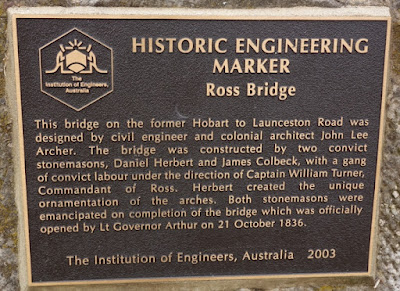 The
Institution of Engineers,
Australia
HISTORIC ENGINEERING
MARKER
Ross Bridge
This bridge on the former Hobart to Launceston Road was
designed by civil engineer and colonial architect John Lee
Archer. The bridge was constructed by two convict
stonemasons, Daniel Herbert and James Colbeck, with a gang
of convict labour under the direction of Captain William Turner,
Commandant of Ross. Herbert created the unique
ornamentation of the arches. Both stonemasons were
emancipated on completion of the bridge which was officially
opened by Lt Governor Arthur on 21 October 1836.
The Institution of Engineers, Australia 2003